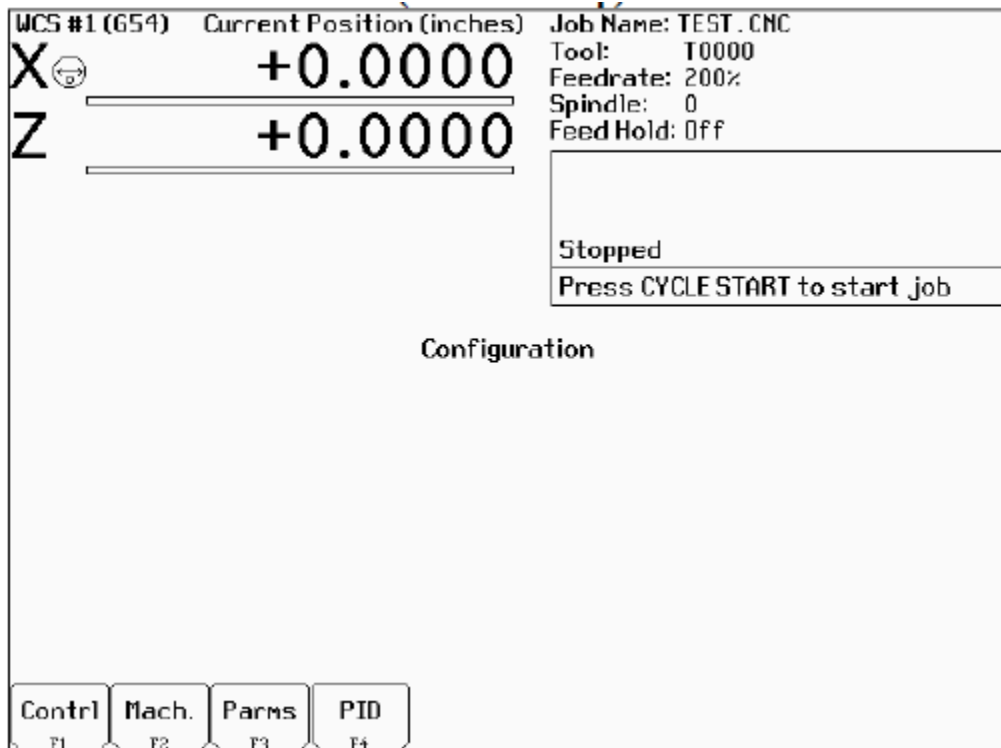 WCS #1 (G54) Current Position (inches)
X +0.0000
Z +0.0000
Job Name: TEST.CNC
Tool: T0000
Feedrate: 200%
Spindle: 0
Feed Hold: Off
Stopped
Press CYCLE START to start job
Configuration
Contrl Mach. Parms PID
F1 F2 F3 F4